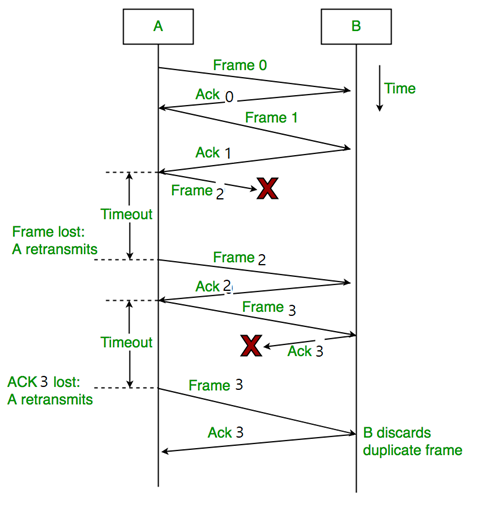 A
B
Frame 0
Time
Ack 0
Frame 1
Ack 1
Frame 2
Timeout
Frame lost:
A retransmits
Frame 2
Ack 2
Frame 3
Timeout
Ack 3
ACK 3 lost:
A retransmits
Frame 3
Ack 3
B discards
duplicate frame